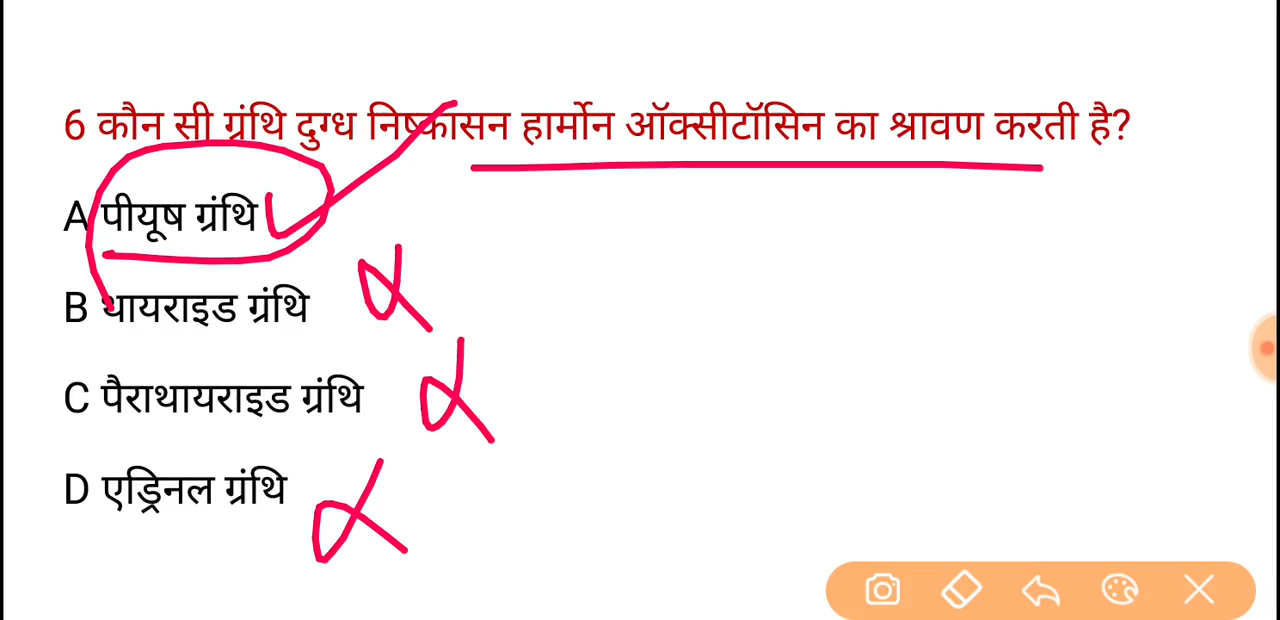 6 कौन सी ग्रंथि दुग्ध निष्कासन हार्मोन ऑक्सीटॉसिन का श्रावण करती है?
A पीयूष ग्रंथि
B थायराइड ग्रंथि
C पैराथायराइड ग्रंथि
D एड्रिनल ग्रंथि